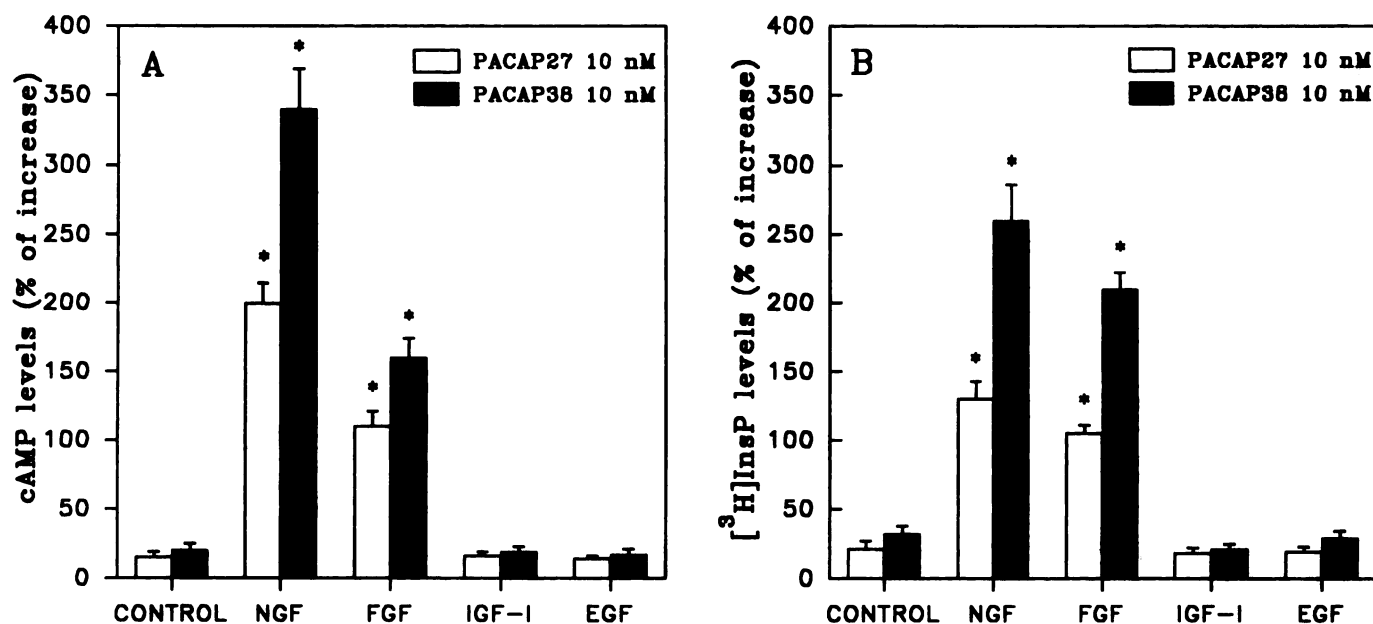 A
PACAP27 10 nM
PACAP38 10 nM
cAMP levels (% of increase)
400
350
300
250
200
150
100
50
0
* * * *
CONTROL NGF FGF IGF-I EGF
B
PACAP27 10 nM
PACAP38 10 nM
[³H]InsP levels (% of increase)
400
350
300
250
200
150
100
50
0
* * * *
CONTROL NGF FGF IGF-I EGF